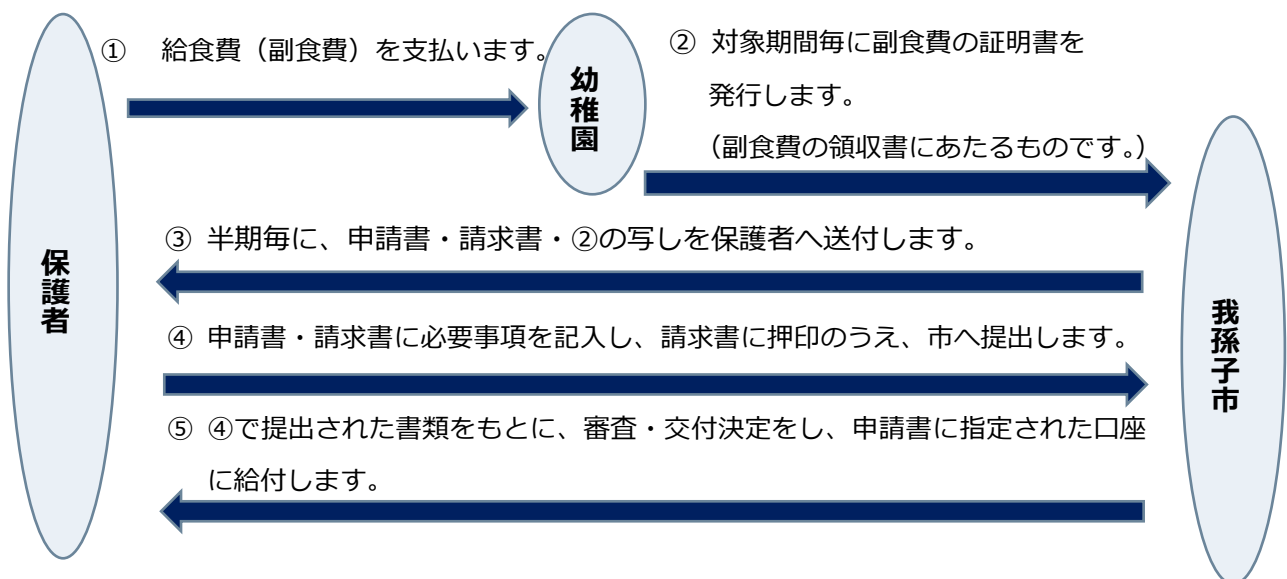 ① 給食費（副食費）を支払います。
幼稚園
② 対象期間毎に副食費の証明書を
発行します。
（副食費の領収書にあたるものです。）
③ 半期毎に、申請書・請求書・②の写しを保護者へ送付します。
保護者
④ 申請書・請求書に必要事項を記入し、請求書に押印のうえ、市へ提出します。
我孫子市
⑤ ④で提出された書類をもとに、審査・交付決定をし、申請書に指定された口座
に給付します。